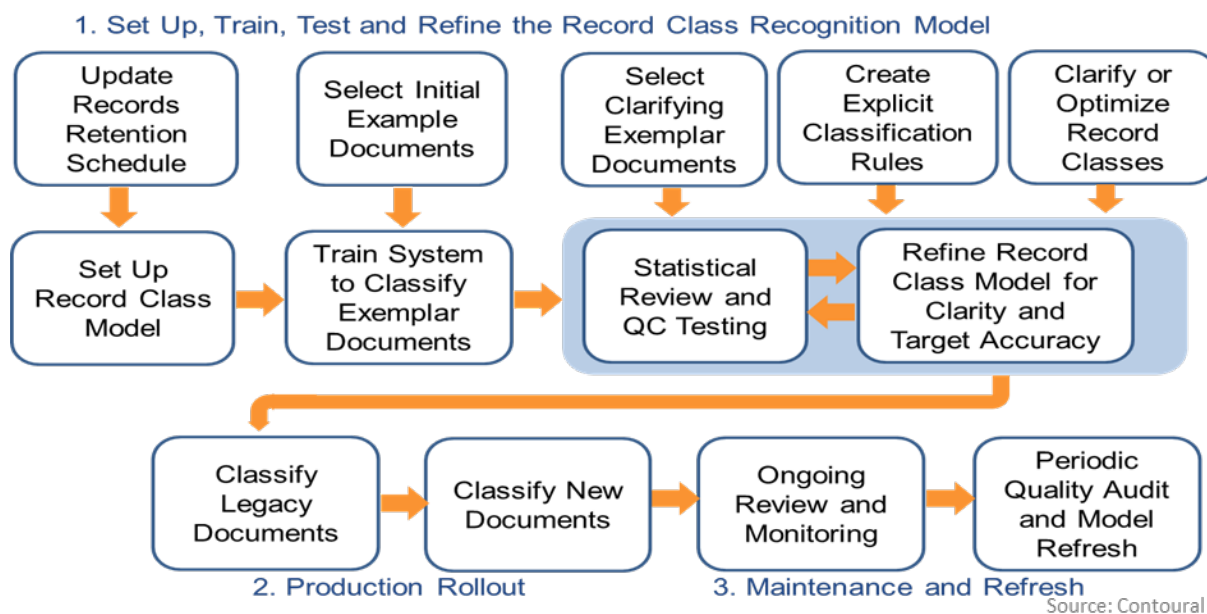 1. Set Up, Train, Test and Refine the Record Class Recognition Model
Update
Records
Retention
Schedule
Select Initial
Example
Documents
Select
Clarifying
Exemplar
Documents
Create
Explicit
Classification
Rules
Clarify or
Optimize
Record
Classes
Set Up
Record Class
Model
Train System
to Classify
Exemplar
Documents
Statistical
Review and
QC Testing
Refine Record
Class Model for
Clarity and
Target Accuracy
Classify
Legacy
Documents
Classify New
Documents
Ongoing
Review and
Monitoring
Periodic
Quality Audit
and Model
Refresh
2. Production Rollout
3. Maintenance and Refresh
Source: Contoural